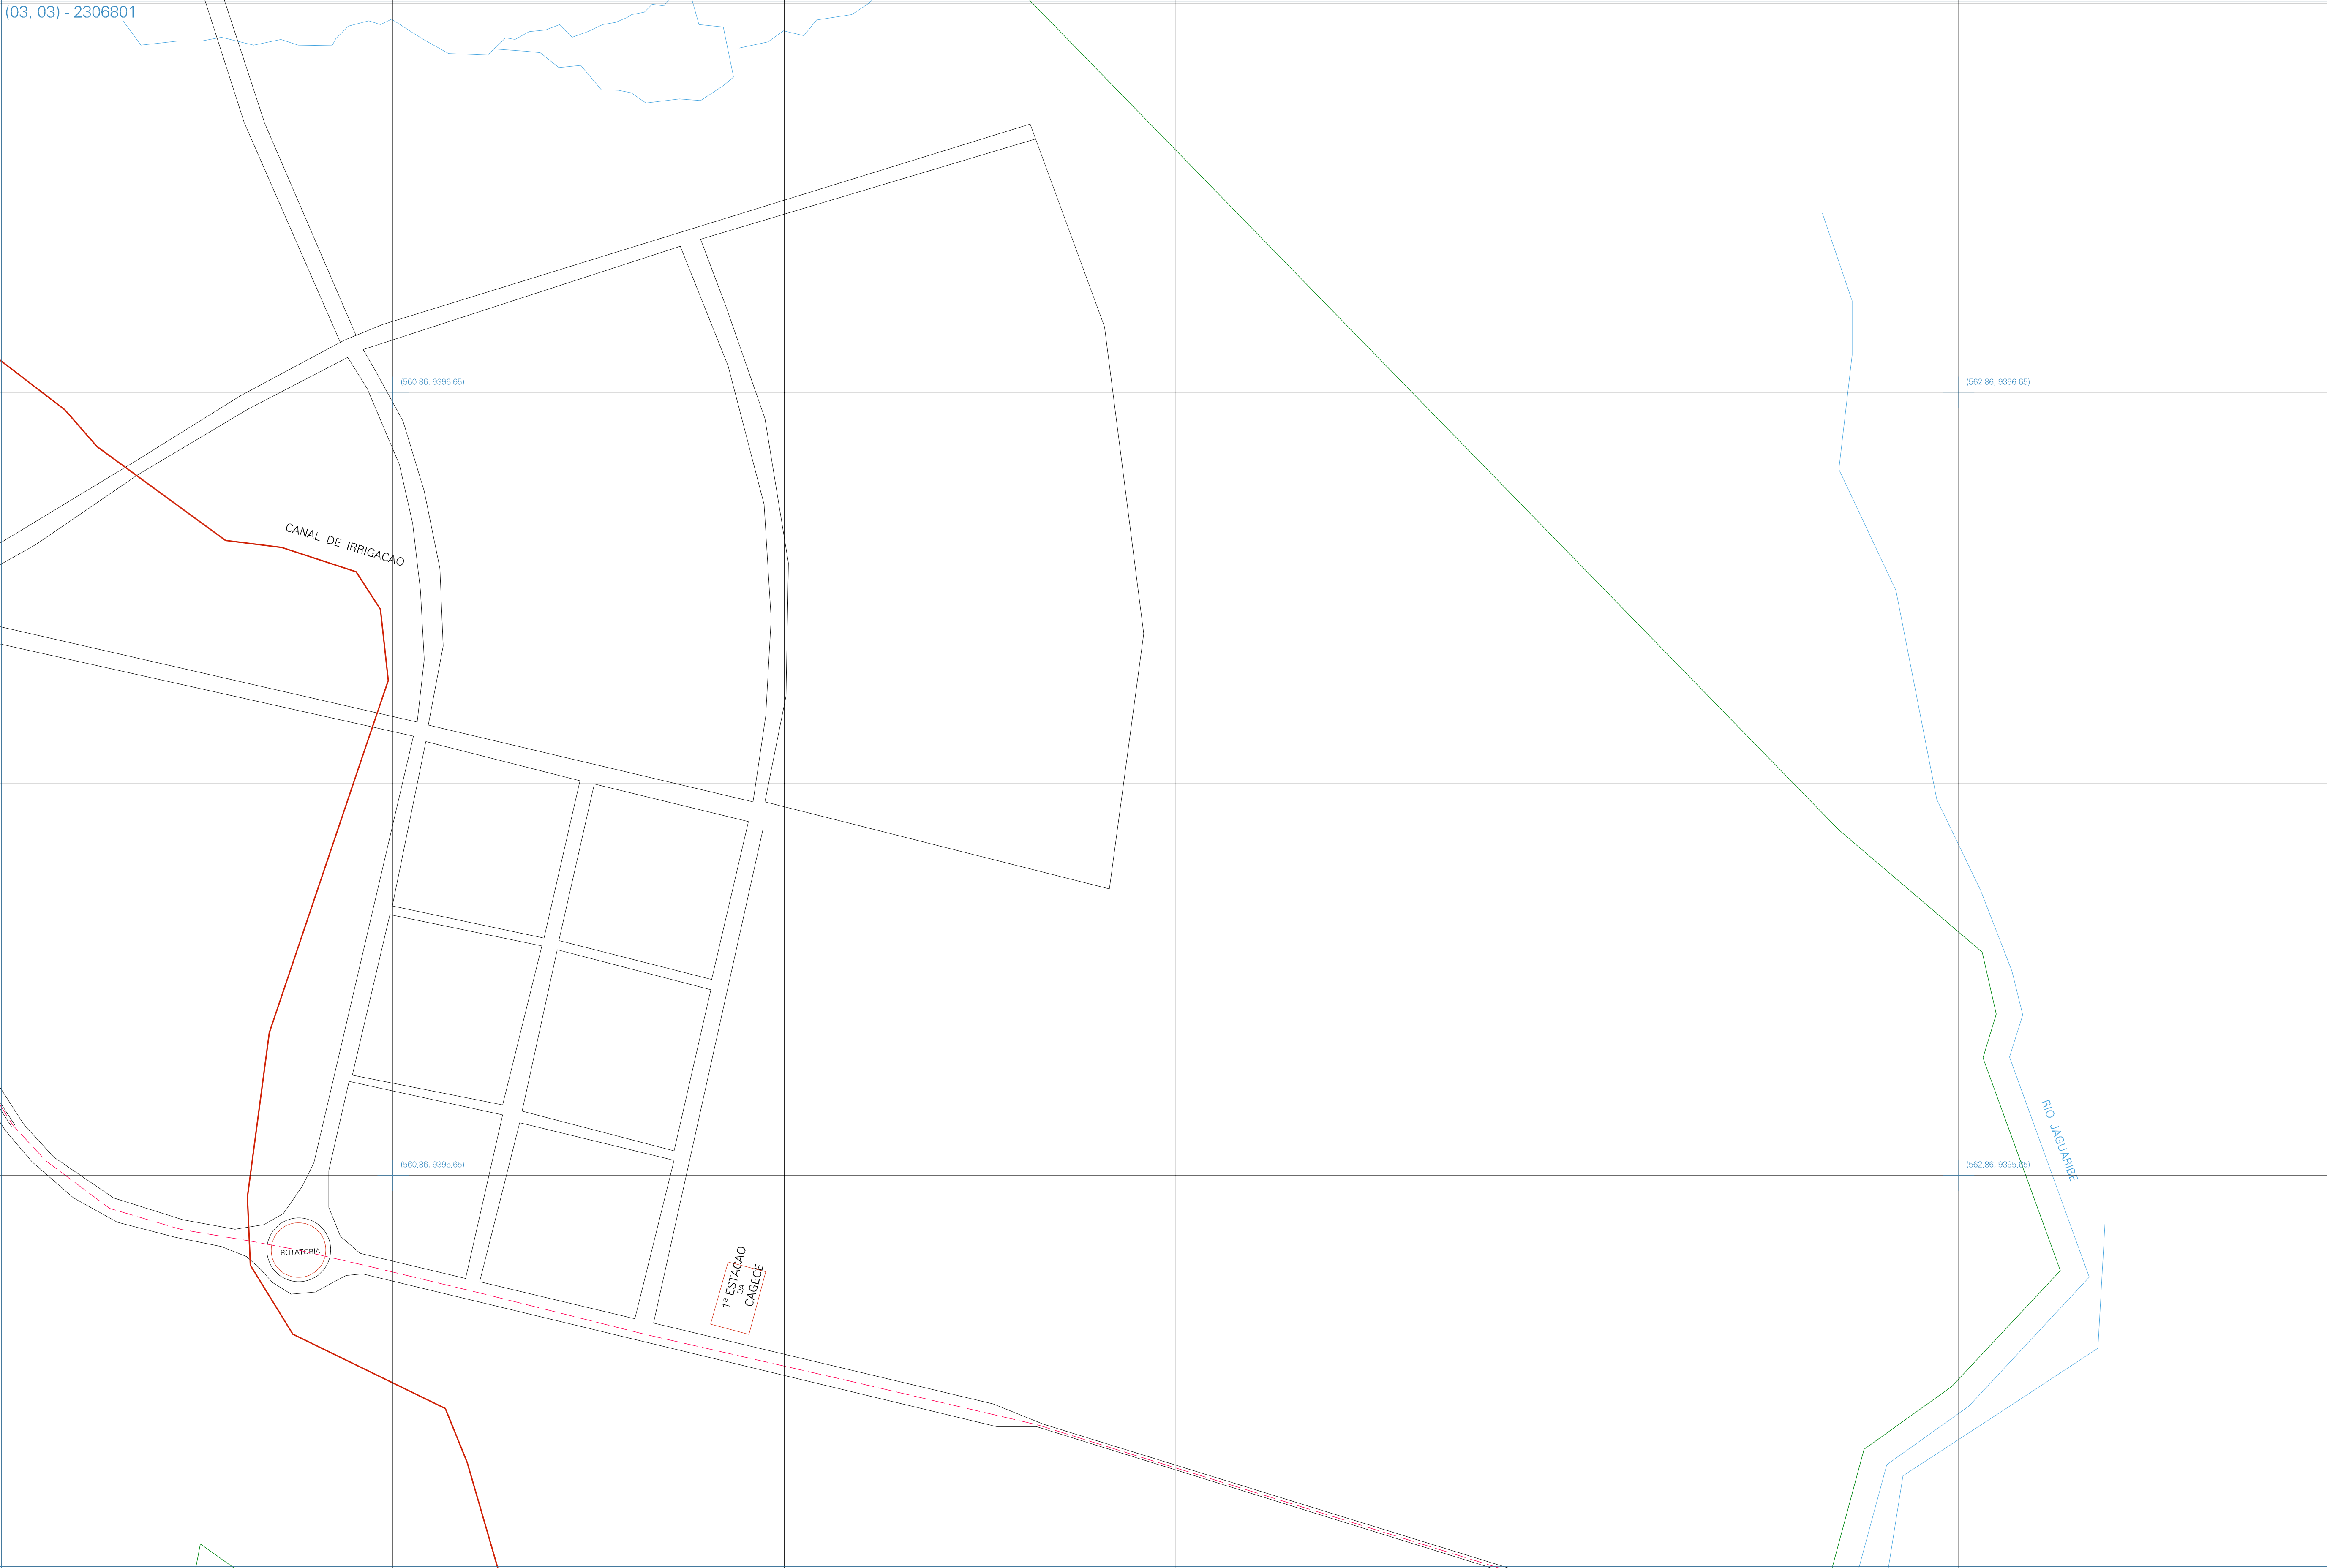 (03, 03) - 2306801
(560.86, 9396.65)
(562.86, 9396.65)
CANAL DE IRRIGACAO
RIO JAGUARIBE
(560.86, 9395.65)
(562.86, 9395.65)
ROTATORIA
1ª ESTACAO
DA
CAGECE